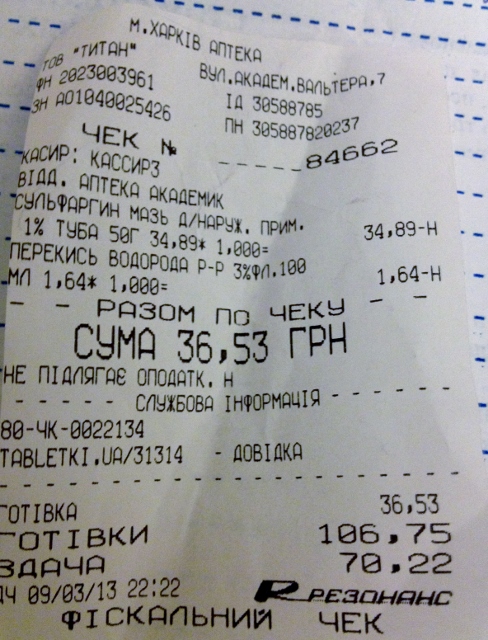 М.ХАРКІВ АПТЕКА
ТОВ "ТИТАН" ВУЛ.АКАДЕМ.ВАЛЬТЕРА,7
ФН 2023003961 ІД 30588785
ЗН АО1040025426 ПН 305887820237
ЧЕК № _____84662
КАСИР: КАССИР3
ВІДД. АПТЕКА АКАДЕМИК
СУЛЬФАРГИН МАЗЬ Д/НАРУЖ. ПРИМ.
1% ТУБА 50Г 34,89* 1,000= 34,89-Н
ПЕРЕКИСЬ ВОДОРОДА Р-Р 3%ФЛ.100
МЛ 1,64* 1,000= 1,64-Н
- - РАЗОМ ПО ЧЕКУ - -
СУМА 36,53 ГРН
НЕ ПІДЛЯГАЄ ОПОДАТК. Н
- - - - - СЛУЖБОВА ІНФОРМАЦІЯ - - - - - -
80-ЧК-0022134
TABLETKI.UA/31314 - ДОВІДКА
ГОТІВКА 36,53
ГОТІВКИ 106,75
ЗДАЧА 70,22
ДЧ 09/03/13 22:22 РЕЗОНАНС
ФІСКАЛЬНИЙ ЧЕК